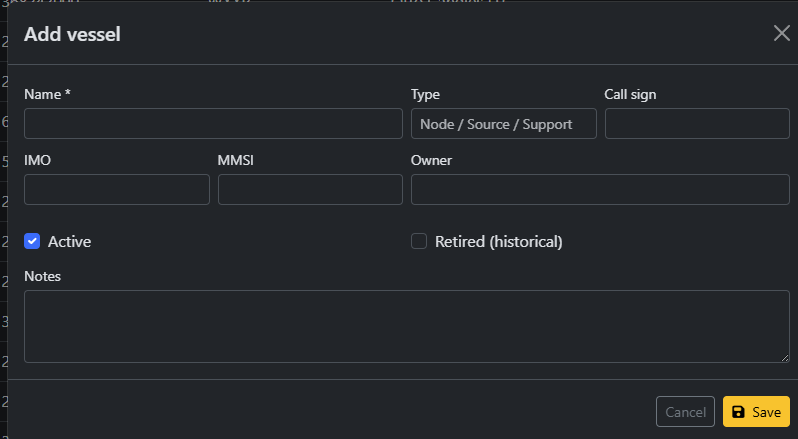 Add vessel
Name * Type Call sign
Node / Source / Support
IMO MMSI Owner
Active Retired (historical)
Notes
Cancel Save